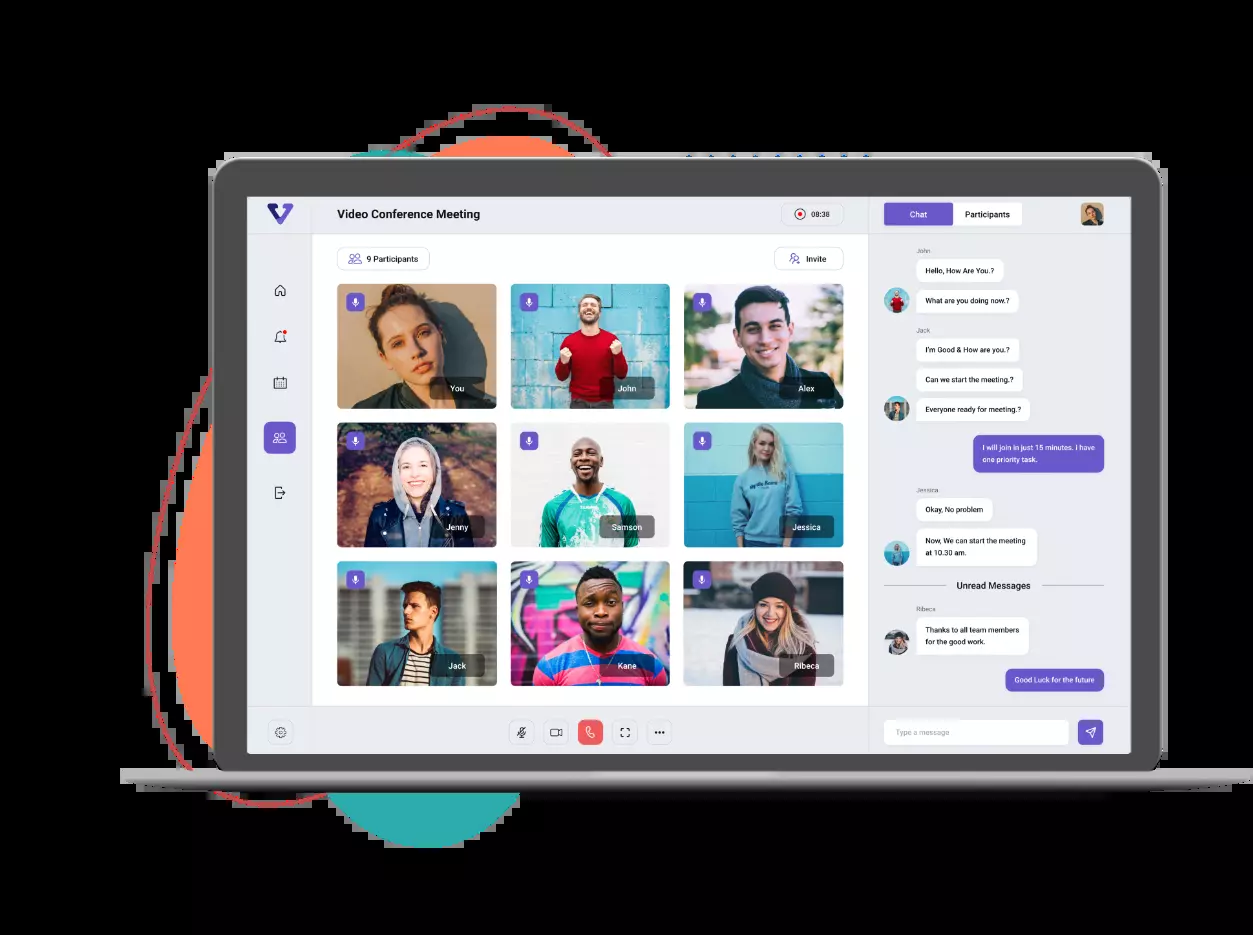 Video Conference Meeting
08:38
Chat
Participants
9 Participants
Invite
You
John
Alex
Jenny
Samson
Jessica
Jack
Kane
Ribeca
John
Hello, How Are You.?
What are you doing now.?
Jack
I'm Good & How are you.?
Can we start the meeting.?
Everyone ready for meeting.?
I will join in just 15 minutes. I have
one priority task.
Jessica
Okay, No problem
Now, We can start the meeting
at 10.30 am.
Unread Messages
Ribeca
Thanks to all team members
for the good work.
Good Luck for the future
Type a message